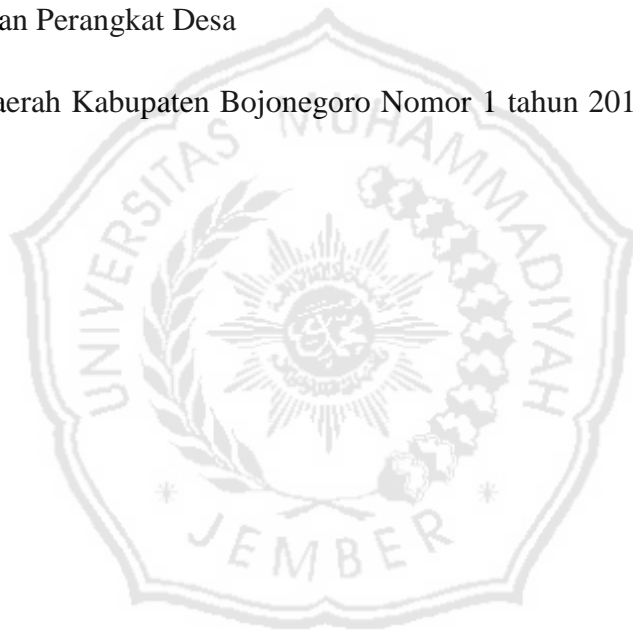 an Perangkat Desa
aerah Kabupaten Bojonegoro Nomor 1 tahun 201
UNIVERSITAS MUHAMMADIYAH
JEMBER